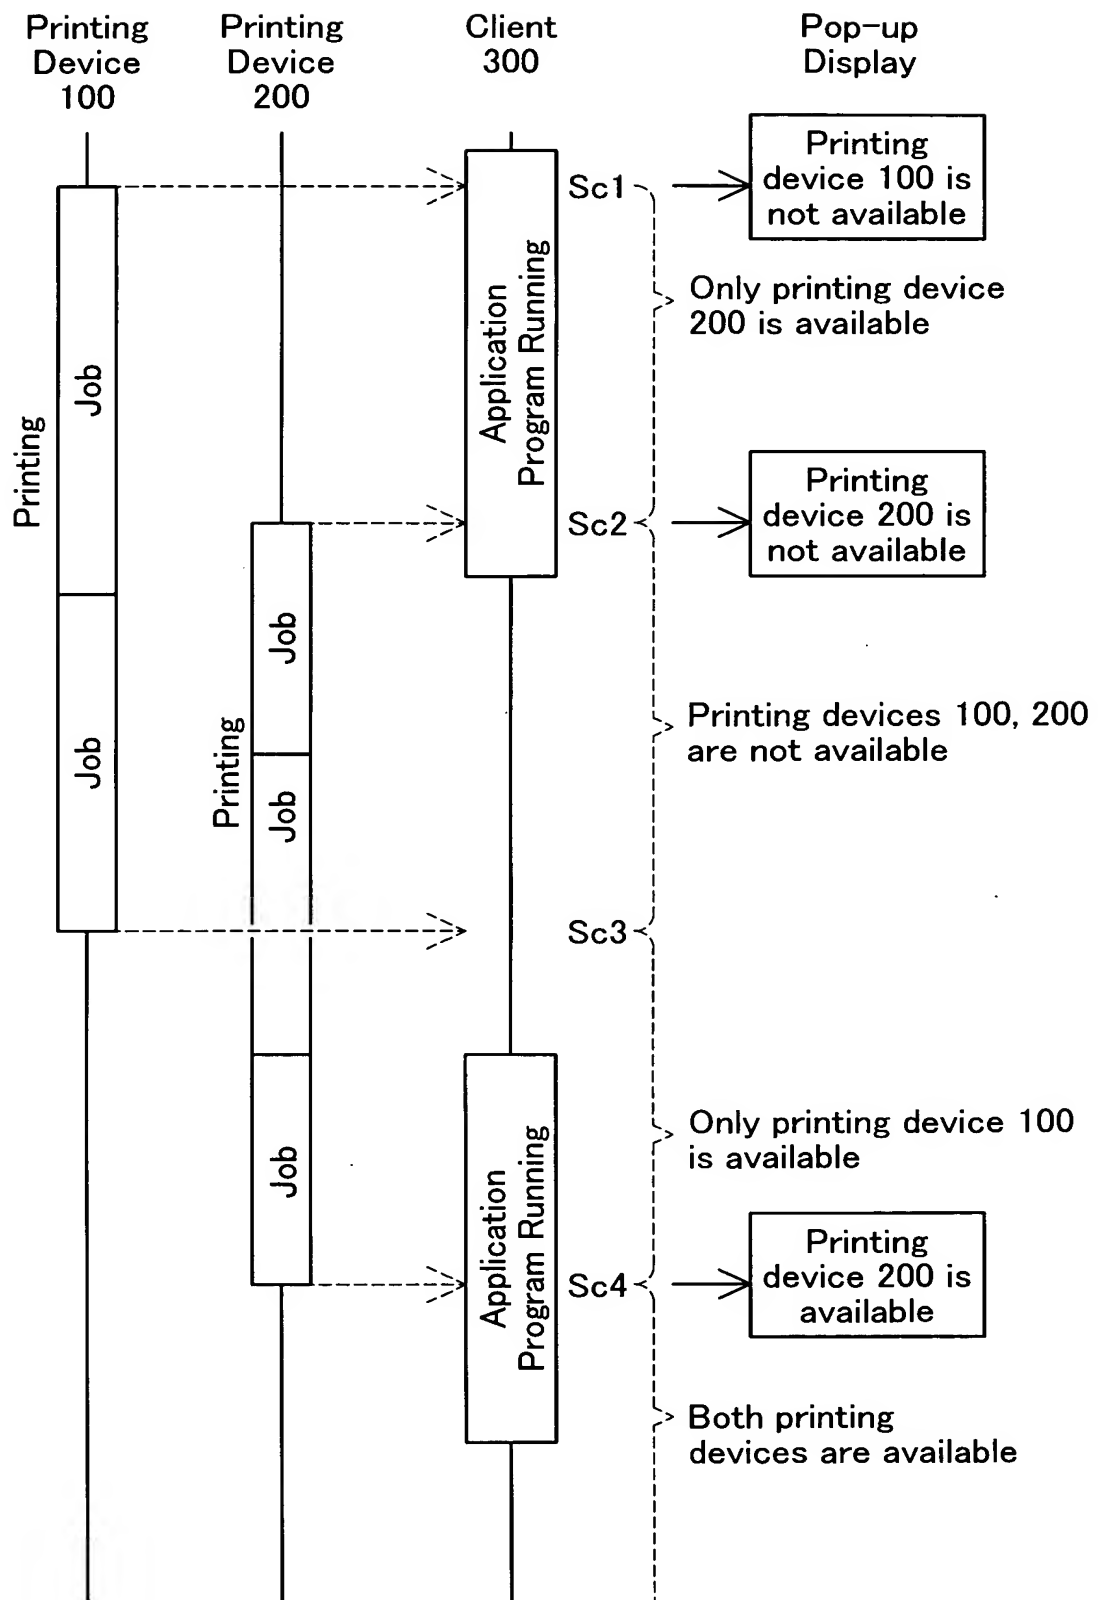 Printing
Device
100
Printing
Device
200
Client
300
Pop-up
Display
Printing
device 100 is
not available
Sc1
Only printing device
200 is available
Application
Program Running
Job
Printing
Printing
device 200 is
not available
Sc2
Job
Printing devices 100, 200
are not available
Job
Printing
Job
Sc3
Only printing device 100
is available
Application
Program Running
Job
Printing
device 200 is
available
Sc4
Both printing
devices are available